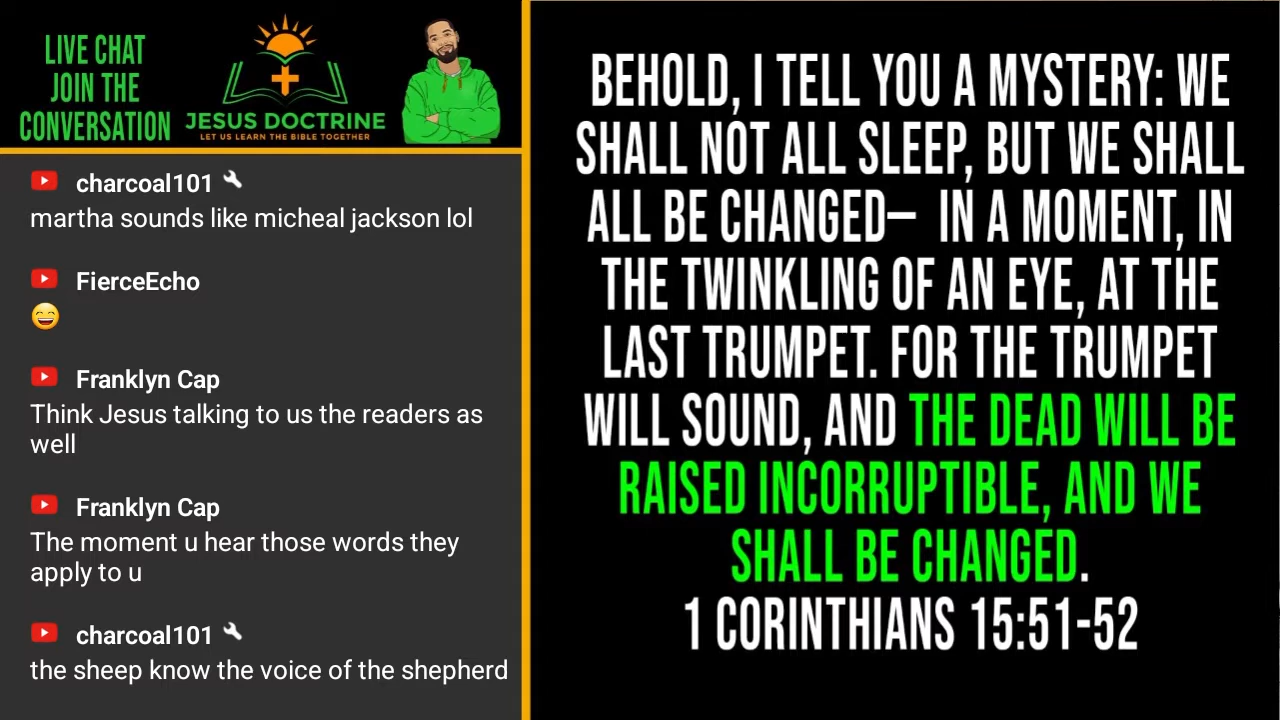 LIVE CHAT
JOIN THE
CONVERSATION
JESUS DOCTRINE
LET US LEARN THE BIBLE TOGETHER
charcoal101
martha sounds like micheal jackson lol
FierceEcho
😄
Franklyn Cap
Think Jesus talking to us the readers as
well
Franklyn Cap
The moment u hear those words they
apply to u
charcoal101
the sheep know the voice of the shepherd
BEHOLD, I TELL YOU A MYSTERY: WE
SHALL NOT ALL SLEEP, BUT WE SHALL
ALL BE CHANGED— IN A MOMENT, IN
THE TWINKLING OF AN EYE, AT THE
LAST TRUMPET. FOR THE TRUMPET
WILL SOUND, AND THE DEAD WILL BE
RAISED INCORRUPTIBLE, AND WE
SHALL BE CHANGED.
1 CORINTHIANS 15:51-52